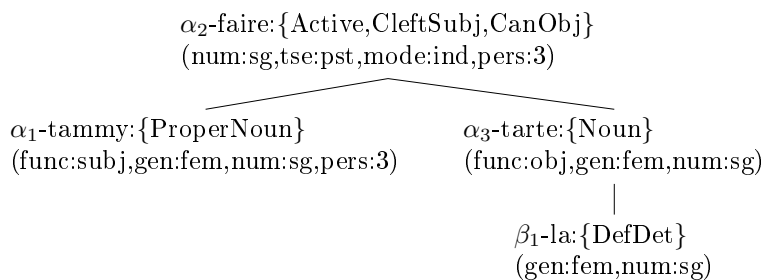 α₂-faire:{Active,CleftSubj,CanObj}
(num:sg,tse:pst,mode:ind,pers:3)
α₁-tammy:{ProperNoun}
(func:subj,gen:fem,num:sg,pers:3)
α₃-tarte:{Noun}
(func:obj,gen:fem,num:sg)
β₁-la:{DefDet}
(gen:fem,num:sg)